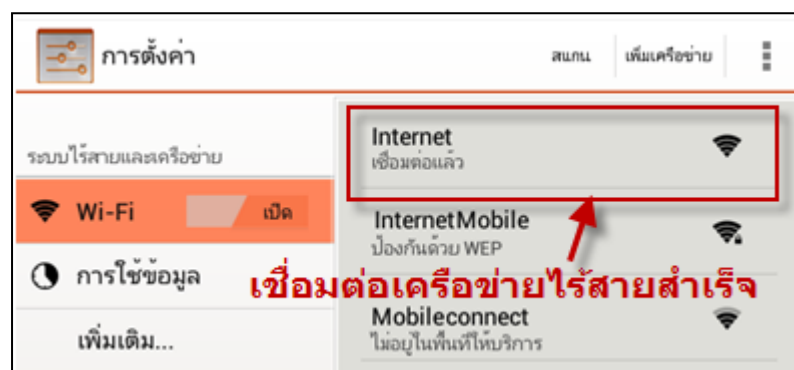 การตั้งค่า
สแกน เพิ่มเครือข่าย
ระบบไร้สายและเครือข่าย
Wi-Fi เปิด
การใช้ข้อมูล
เพิ่มเติม...
Internet
เชื่อมต่อแล้ว
InternetMobile
ป้องกันด้วย WEP
เชื่อมต่อเครือข่ายไร้สายสำเร็จ
Mobileconnect
ไม่อยู่ในพื้นที่ให้บริการ